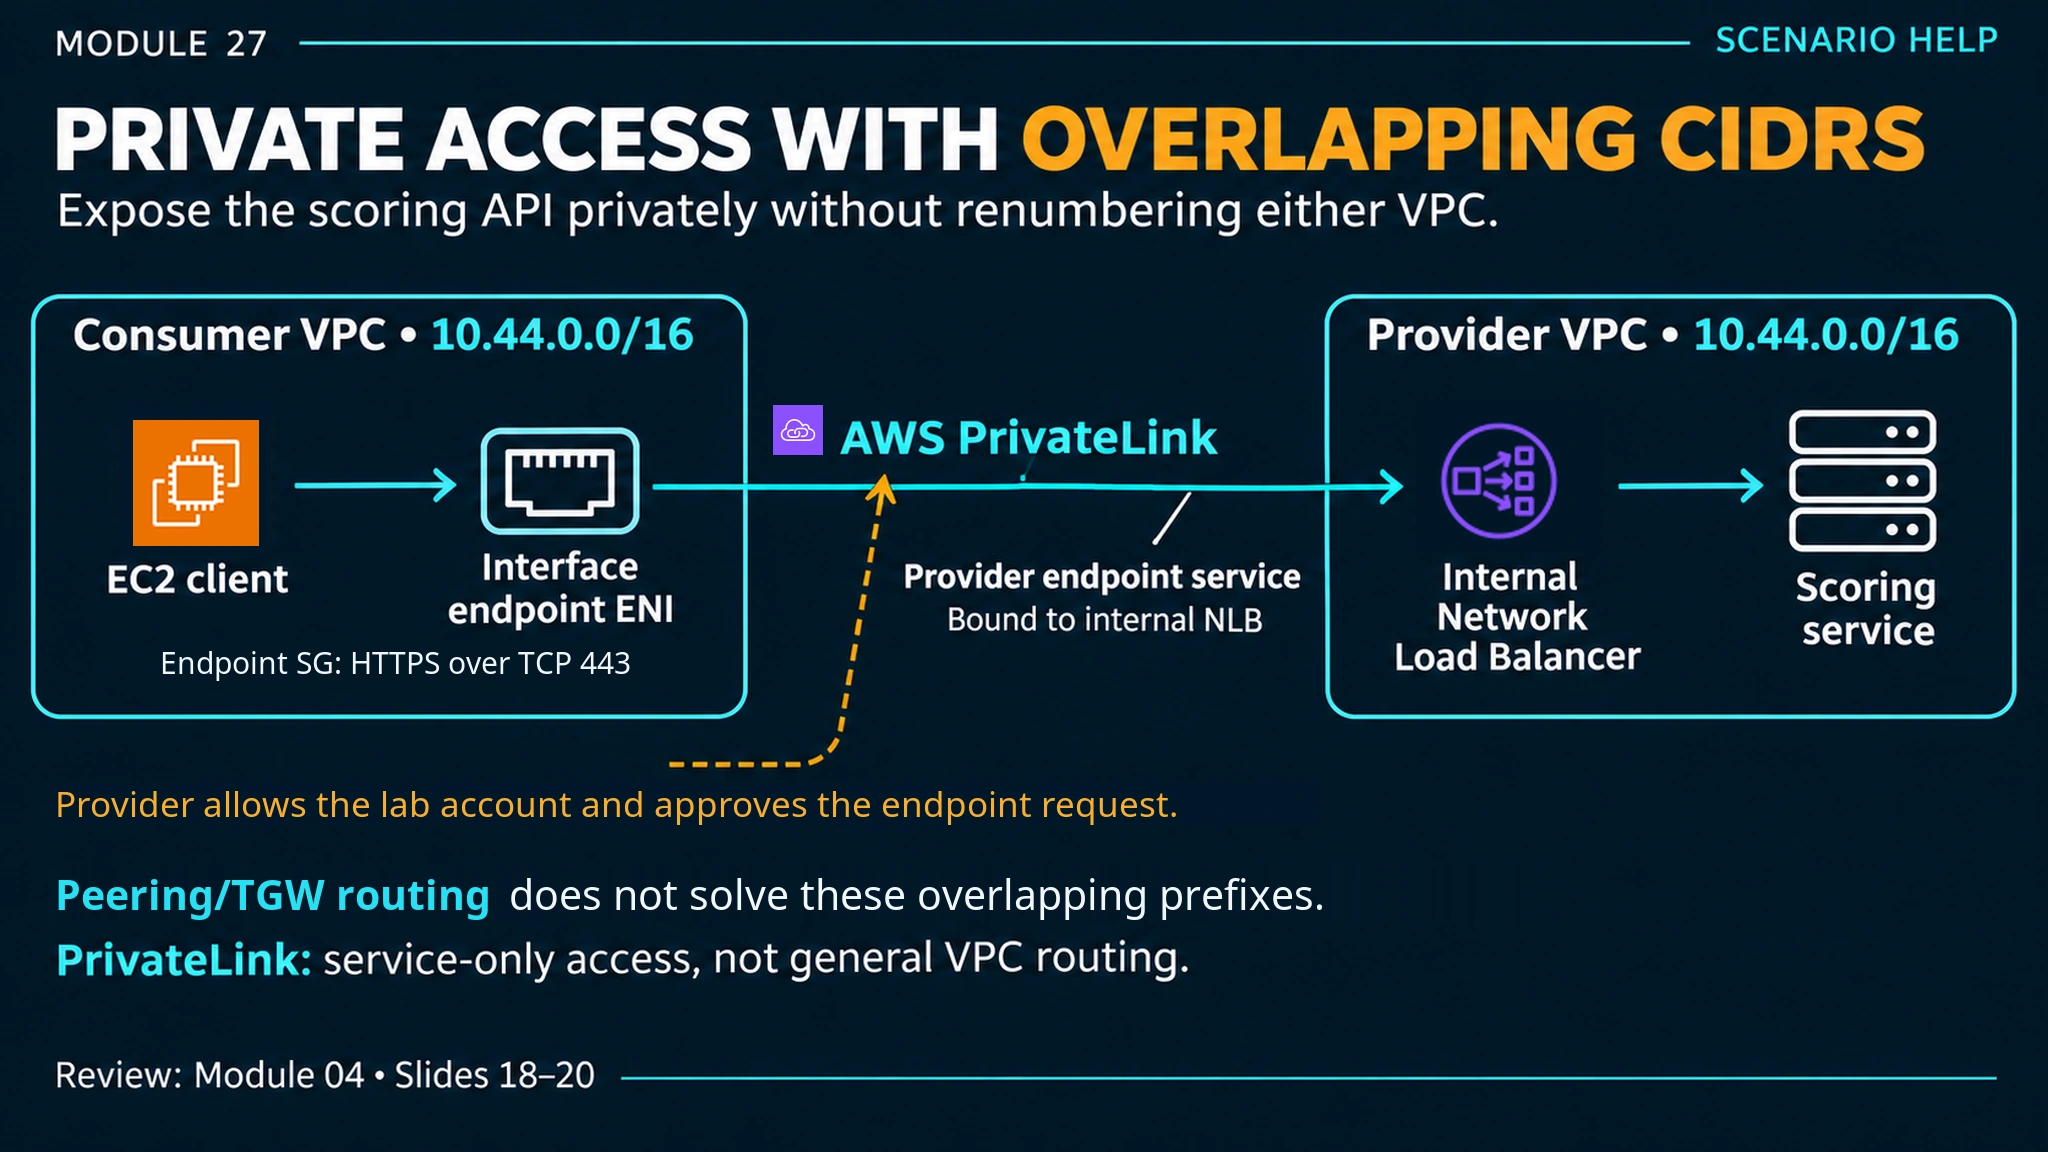 MODULE 27
SCENARIO HELP
PRIVATE ACCESS WITH OVERLAPPING CIDRS
Expose the scoring API privately without renumbering either VPC.
Consumer VPC • 10.44.0.0/16
EC2 client
Interface
endpoint ENI
Endpoint SG: HTTPS over TCP 443
AWS PrivateLink
Provider endpoint service
Bound to internal NLB
Provider VPC • 10.44.0.0/16
Internal
Network
Load Balancer
Scoring
service
Provider allows the lab account and approves the endpoint request.
Peering/TGW routing does not solve these overlapping prefixes.
PrivateLink: service-only access, not general VPC routing.
Review: Module 04 • Slides 18–20